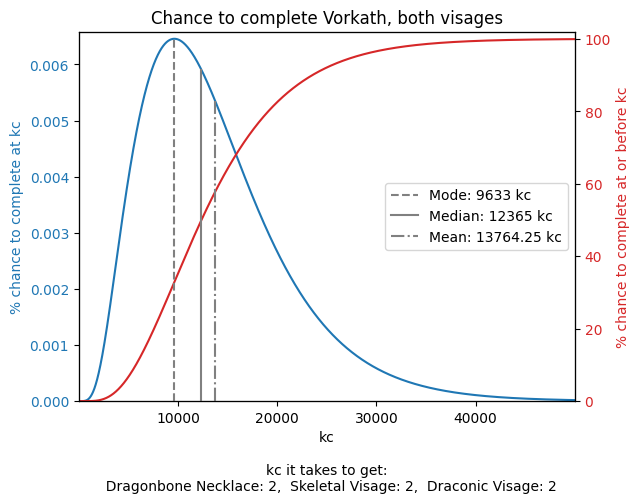 Chance to complete Vorkath, both visages
% chance to complete at kc
0.006
0.005
0.004
0.003
0.002
0.001
0.000
100
80
60
40
20
0
% chance to complete at or before kc
Mode: 9633 kc
Median: 12365 kc
Mean: 13764.25 kc
10000 20000 30000 40000
kc
kc it takes to get:
Dragonbone Necklace: 2, Skeletal Visage: 2, Draconic Visage: 2